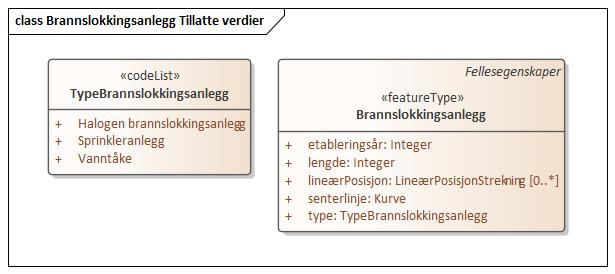 class Brannslokkingsanlegg Tillatte verdier
«codeList»
TypeBrannslokkingsanlegg
+ Halogen brannslokkingsanlegg
+ Sprinkleranlegg
+ Vanntåke
Fellesegenskaper
«featureType»
Brannslokkingsanlegg
+ etableringsår: Integer
+ lengde: Integer
+ lineærPosisjon: LineærPosisjonStrekning [0..*]
+ senterlinje: Kurve
+ type: TypeBrannslokkingsanlegg